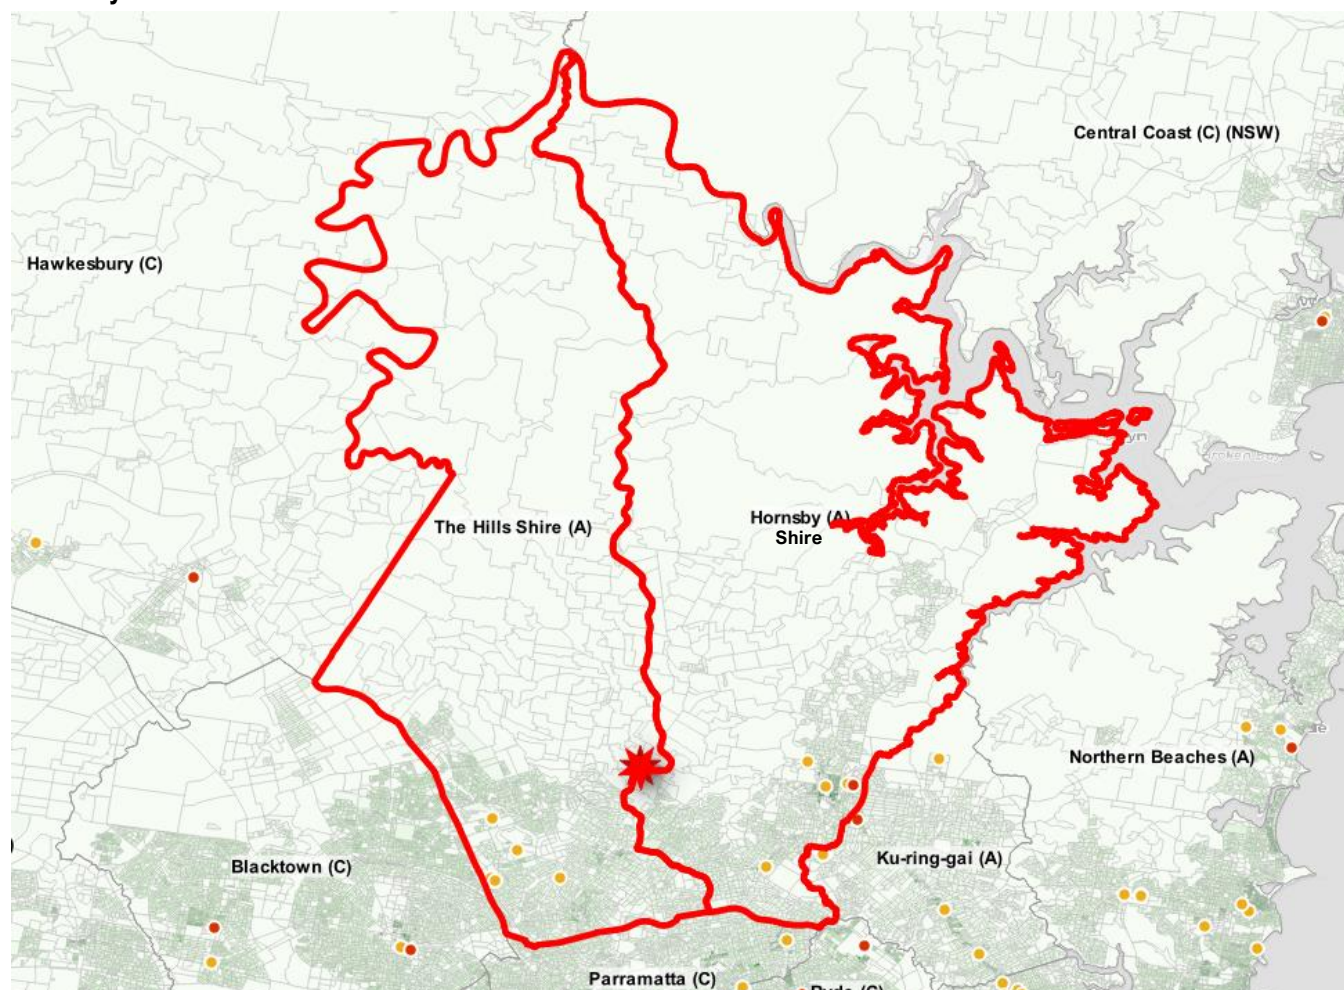 Central Coast (C) (NSW)
Hawkesbury (C)
The Hills Shire (A)
Hornsby (A)
Shire
Northern Beaches (A)
Ku-ring-gai (A)
Blacktown (C)
Parramatta (C)